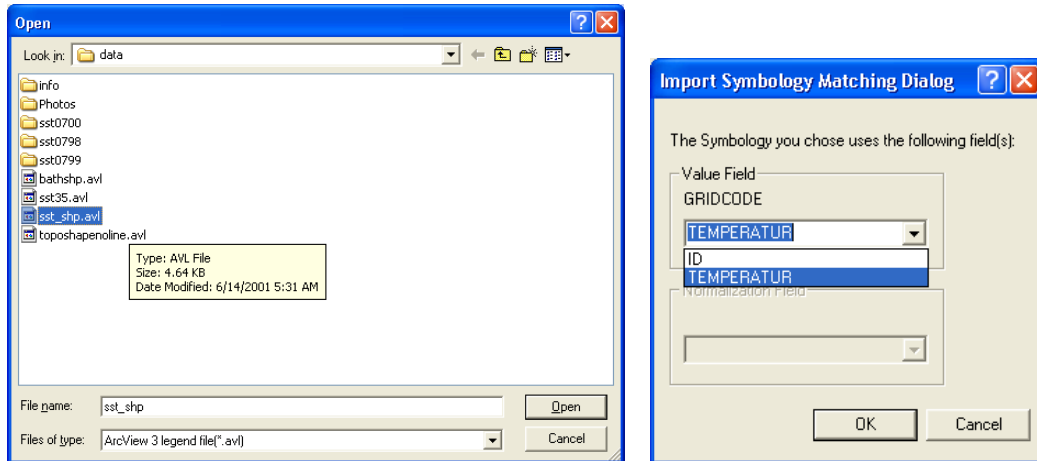 Open
Look in: data
info
Photos
sst0700
sst0798
sst0799
bathshp.avl
sst35.avl
sst_shp.avl
toposhapenoline.avl
Type: AVL File
Size: 4.64 KB
Date Modified: 6/14/2001 5:31 AM
File name: sst_shp Open
Files of type: ArcView 3 legend file(*.avl) Cancel
Import Symbology Matching Dialog
The Symbology you chose uses the following field(s):
Value Field
GRIDCODE
TEMPERATUR
ID
TEMPERATUR
Normalization Field
OK Cancel